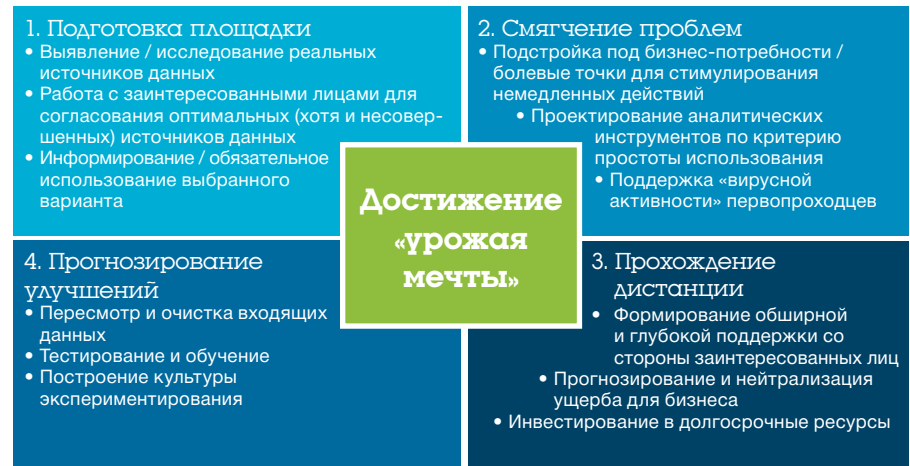 1. Подготовка площадки
• Выявление / исследование реальных
источников данных
• Работа с заинтересованными лицами для
согласования оптимальных (хотя и несовер-
шенных) источников данных
• Информирование / обязательное
использование выбранного
варианта
2. Смягчение проблем
• Подстройка под бизнес-потребности /
болевые точки для стимулирования
немедленных действий
• Проектирование аналитических
инструментов по критерию
простоты использования
• Поддержка «вирусной
активности» первопроходцев
Достижение
«урожая
мечты»
3. Прохождение
дистанции
• Формирование обширной
и глубокой поддержки со
стороны заинтересованных лиц
• Прогнозирование и нейтрализация
ущерба для бизнеса
• Инвестирование в долгосрочные ресурсы
4. Прогнозирование
улучшений
• Пересмотр и очистка входящих
данных
• Тестирование и обучение
• Построение культуры
экспериментирования